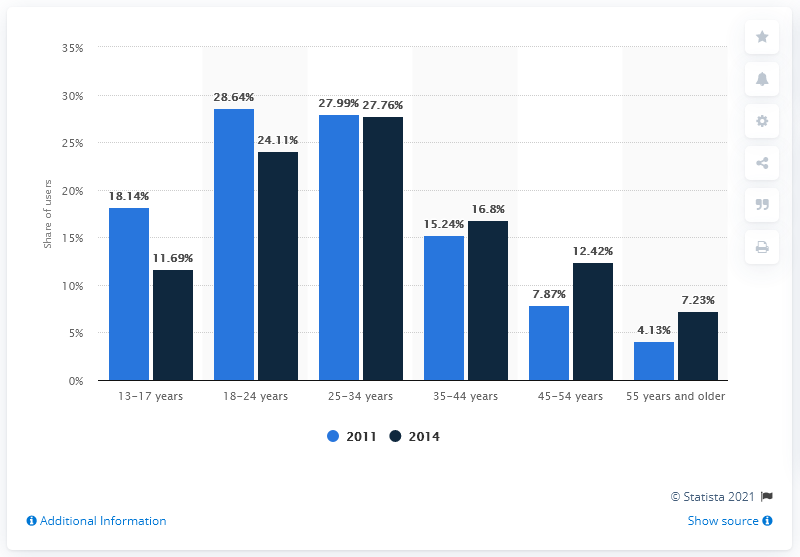 35%
30%
25%
20%
15%
10%
5%
0%
Share of users
18.14%
11.69%
28.64%
24.11%
27.99%
27.76%
15.24%
16.8%
7.87%
12.42%
4.13%
7.23%
13-17 years
18-24 years
25-34 years
35-44 years
45-54 years
55 years and older
2011
2014
© Statista 2021
Additional Information
Show source